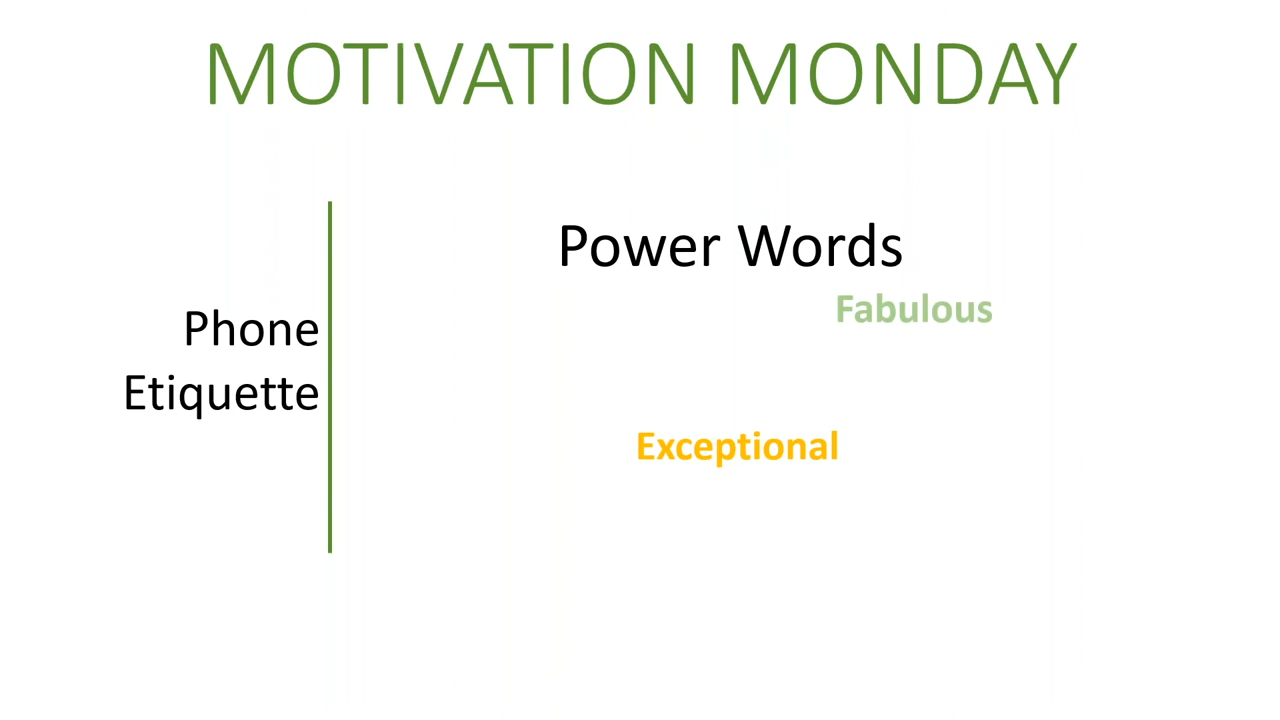 MOTIVATION MONDAY
Phone
Etiquette
Power Words
Fabulous
Exceptional